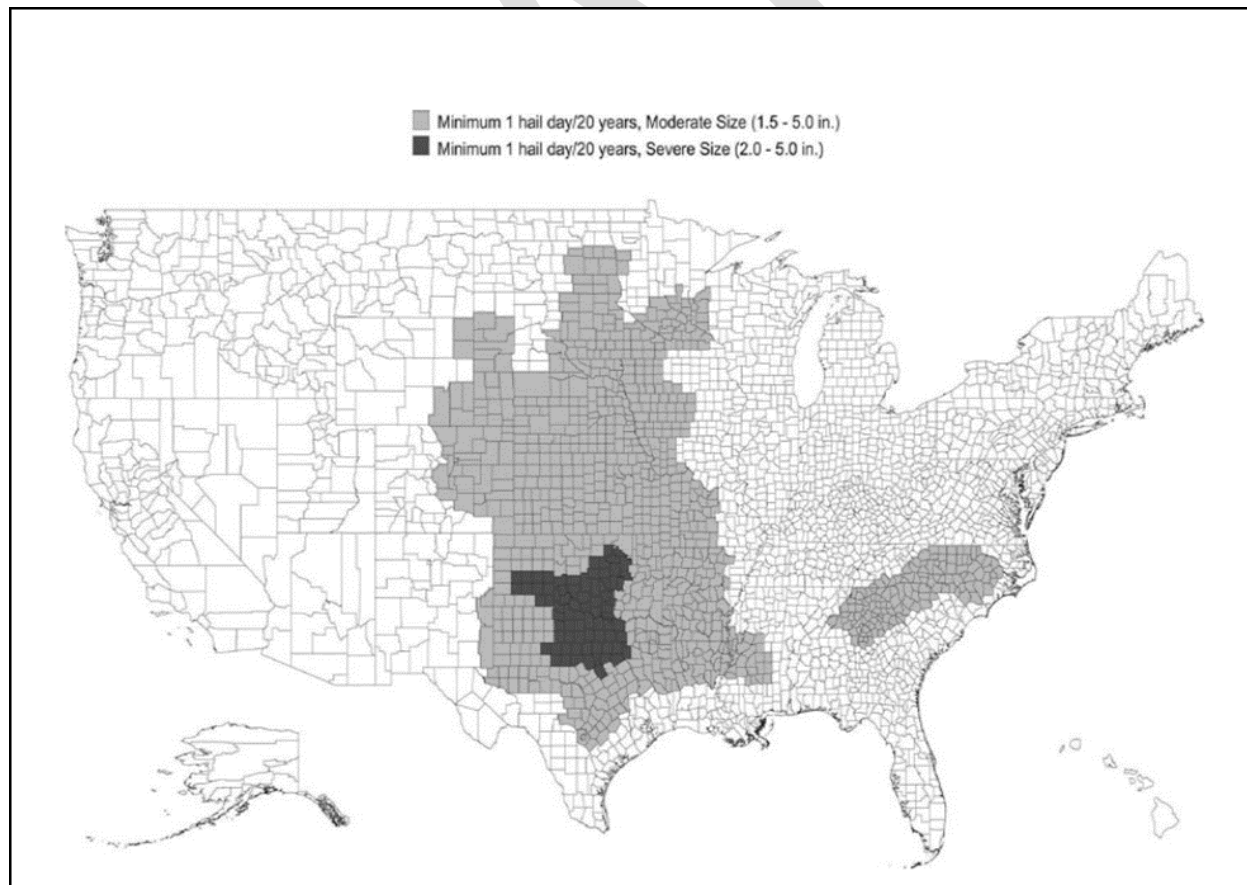 Minimum 1 hail day/20 years, Moderate Size (1.5 - 5.0 in.)
Minimum 1 hail day/20 years, Severe Size (2.0 - 5.0 in.)